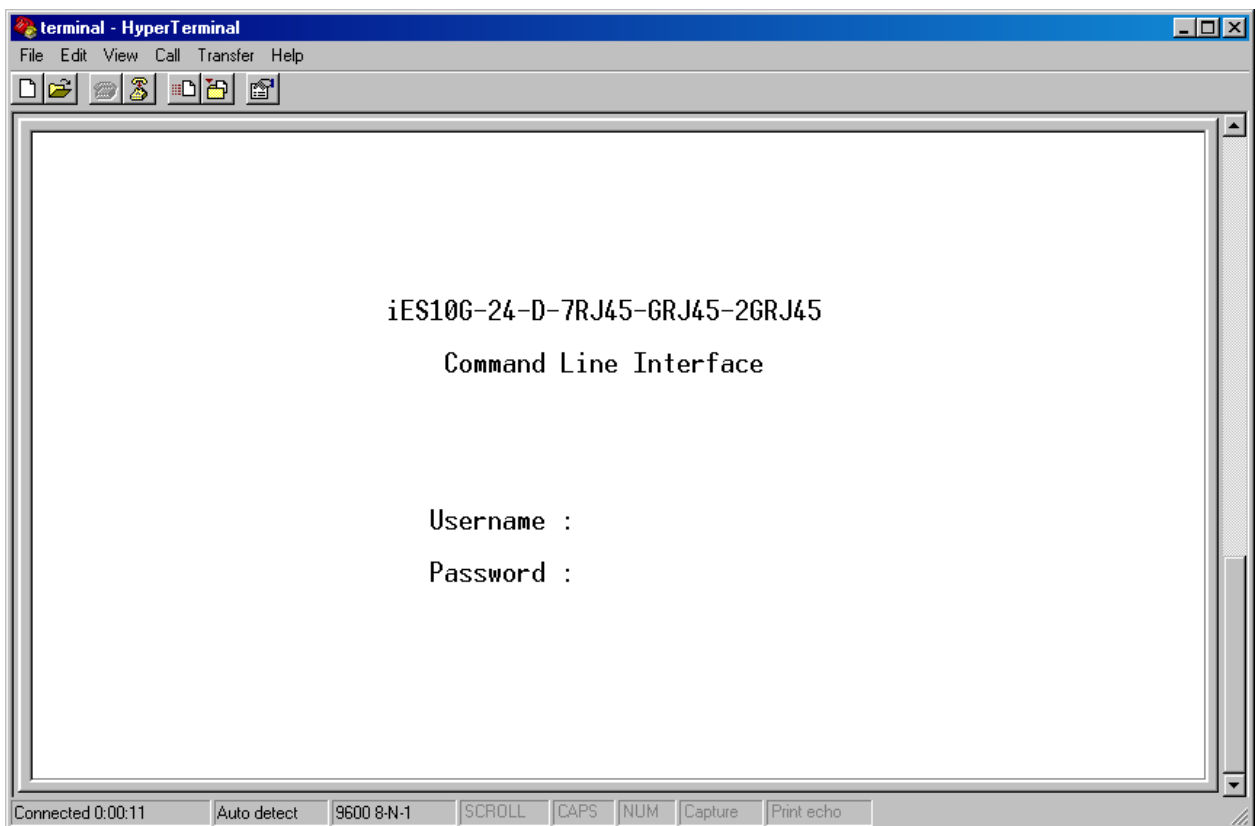 terminal - HyperTerminal
File Edit View Call Transfer Help
iES10G-24-D-7RJ45-GRJ45-2GRJ45
Command Line Interface
Username :
Password :
Connected 0:00:11 Auto detect 9600 8-N-1 SCROLL CAPS NUM Capture Print echo